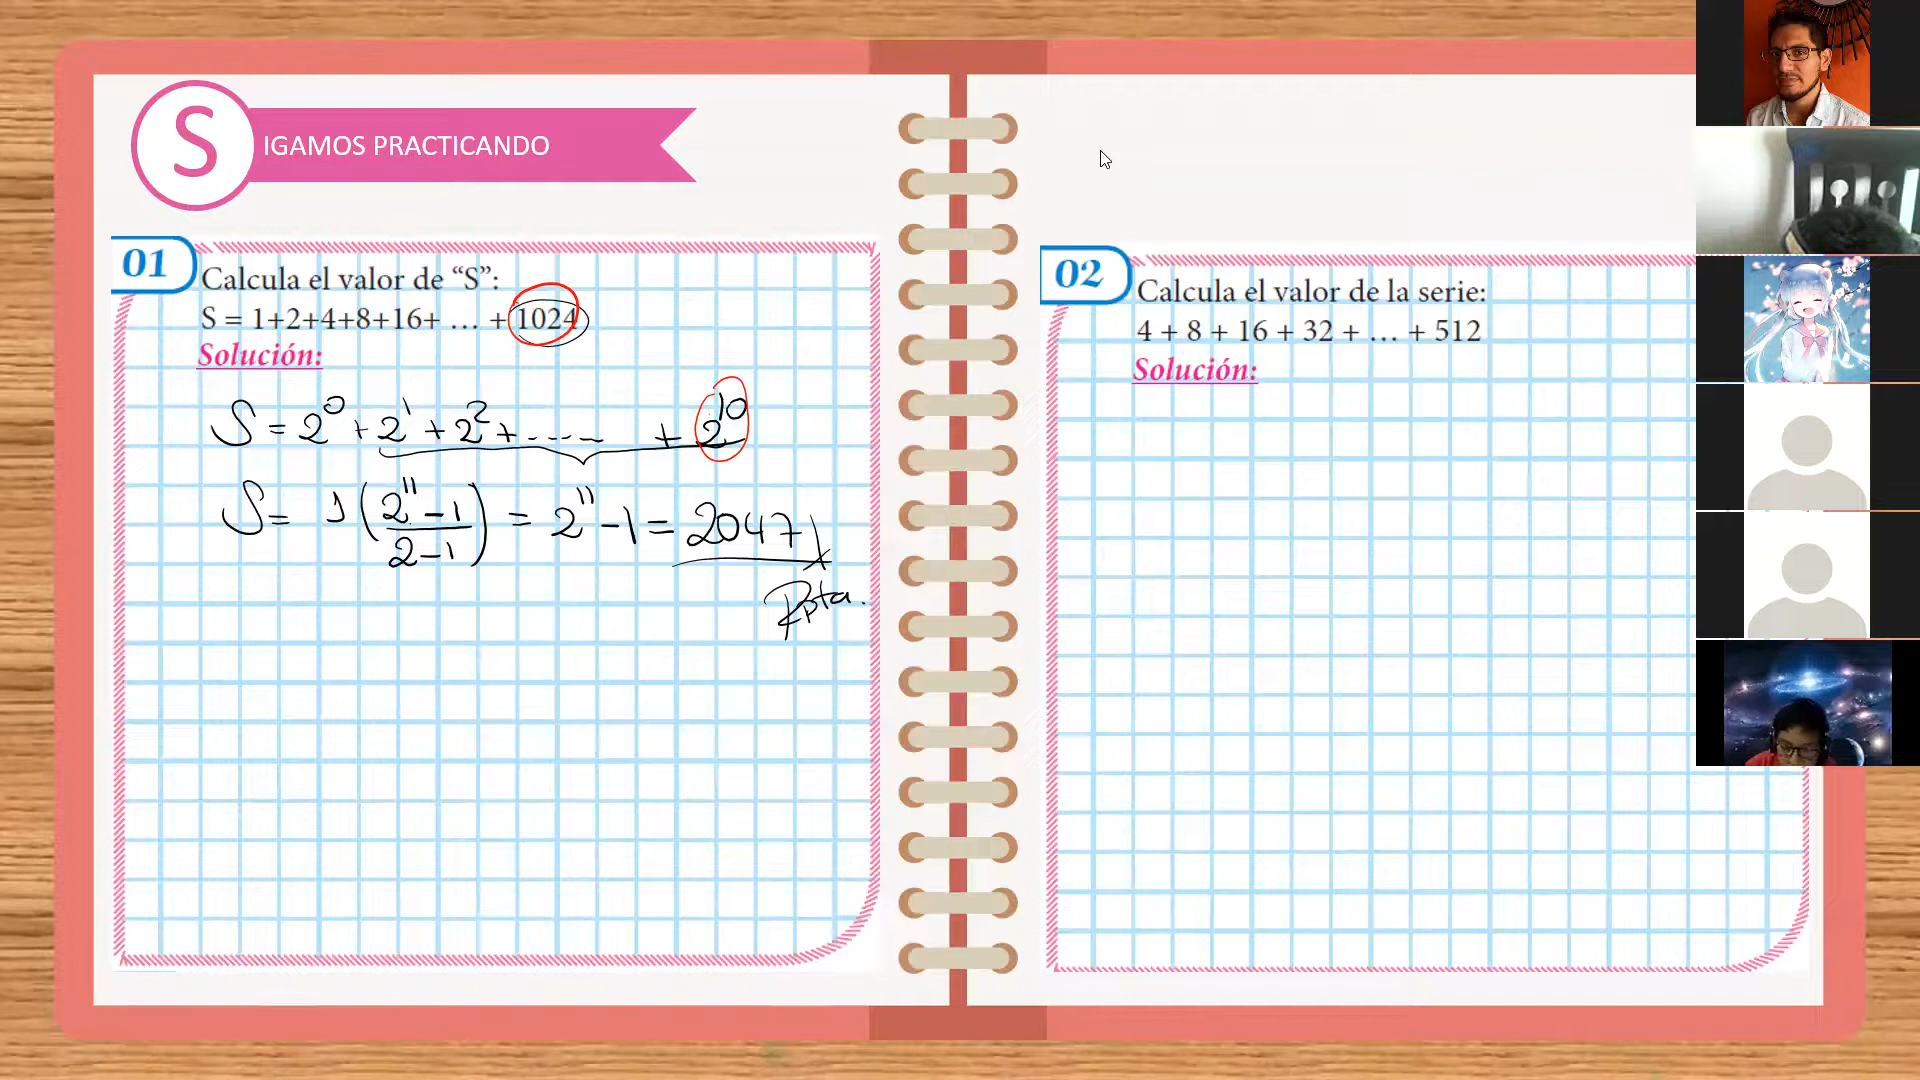 SIGAMOS PRACTICANDO
01
Calcula el valor de “S”:
S = 1+2+4+8+16+ … + 1024
Solución:
S = 2⁰ + 2¹ + 2² + ---- + 2¹⁰
S = 1 (2¹¹ - 1 / 2 - 1) = 2¹¹ - 1 = 2047
Rpta.
02
Calcula el valor de la serie:
4 + 8 + 16 + 32 + … + 512
Solución: